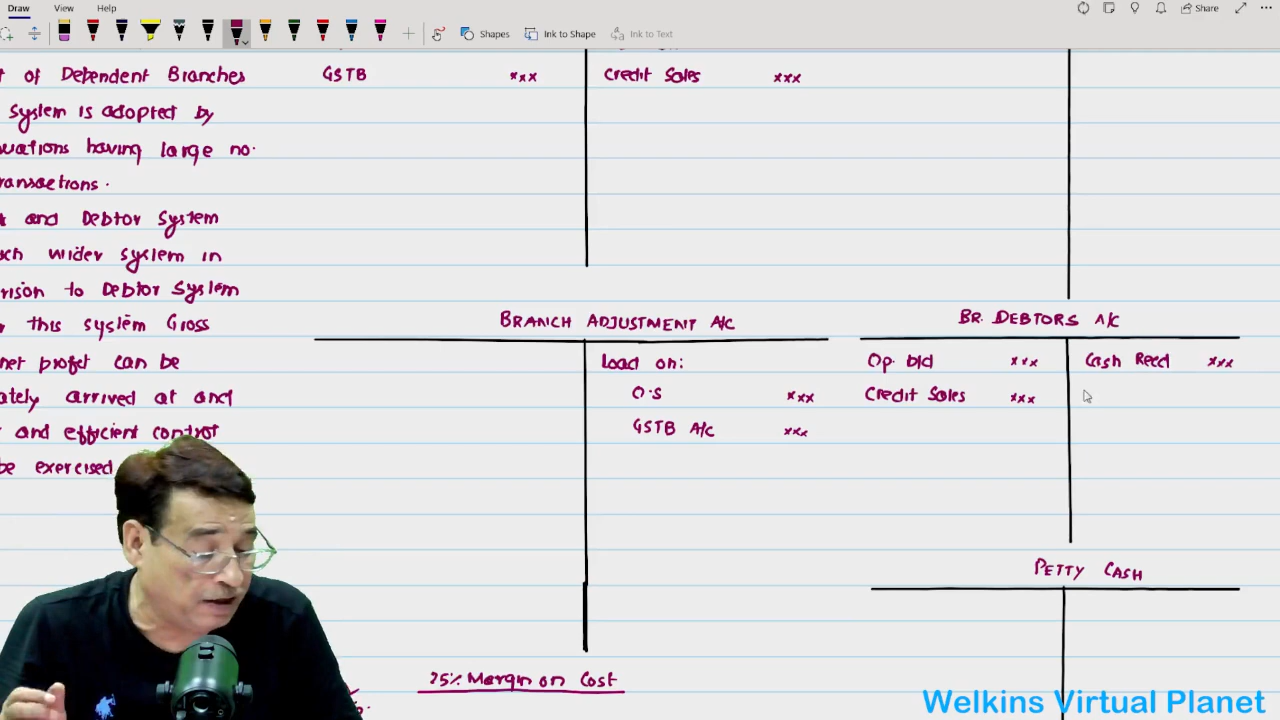 Draw View Help
Share
Shapes Ink to Shape Ink to Text
of Dependent Branches
System is adopted by
having large no.
and Debtor System
wider system in
to Debtor System
this system Gross
net profit can be
arrived at and
and efficient control
be exercised
GSTB xxx
Credit Sales xxx
BRANCH ADJUSTMENT A/C
Load on:
O.S xxx
GSTB A/C xxx
BR. DEBTORS A/C
Op. bld xxx Cash Recd xxx
Credit Sales xxx
PETTY CASH
25% Margin on Cost
Welkins Virtual Planet